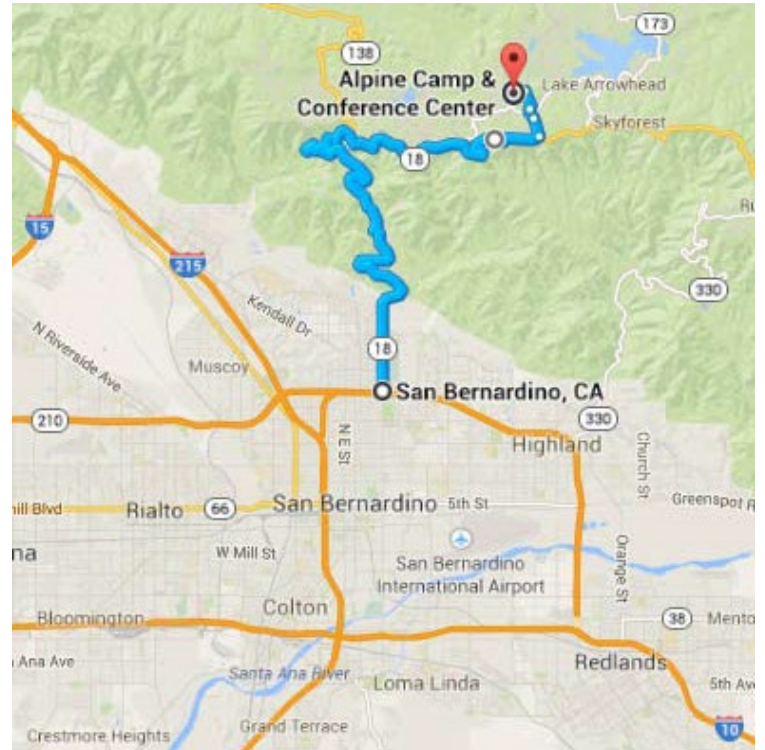 173
138
Alpine Camp &
Conference Center
Lake Arrowhead
Skyforest
18
15
215
330
Kendall Dr
N Riverside Ave
Muscoy
18
San Bernardino, CA
210
330
Highland
N E St
Church St
hill Blvd
Rialto
66
San Bernardino
5th St
Greenspot R
na
W Mill St
San Bernardino
International Airport
Orange St
Colton
Bloomington
38
Mento
Ana Ave
Santa Ana River
Redlands
Loma Linda
5th Av
Crestmore Heights
Grand Terrace
10